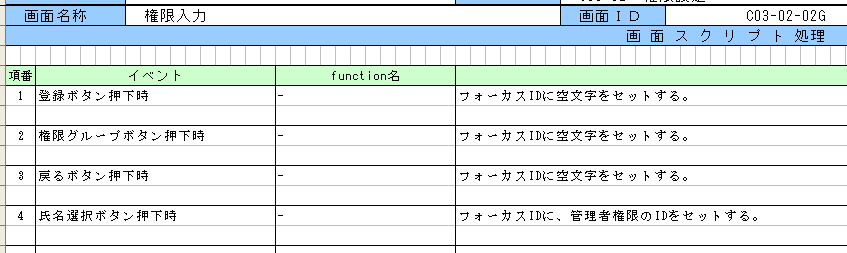 画面名称 権限入力 画面ID C03-02-02G
画面スクリプト処理
項番 イベント function名
1 登録ボタン押下時 - フォーカスIDに空文字をセットする。
2 権限グループボタン押下時 - フォーカスIDに空文字をセットする。
3 戻るボタン押下時 - フォーカスIDに空文字をセットする。
4 氏名選択ボタン押下時 - フォーカスIDに、管理者権限のIDをセットする。